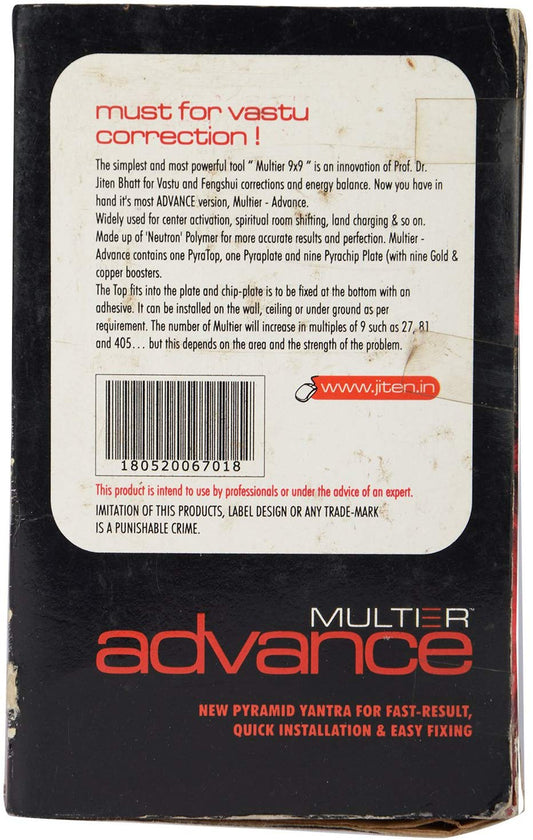 must for vastu
correction !
The simplest and most powerful tool " Multier 9x9 " is an innovation of Prof. Dr.
Jiten Bhatt for Vastu and Fengshui corrections and energy balance. Now you have in
hand it's most ADVANCE version, Multier - Advance.
Widely used for center activation, spiritual room shifting, land charging & so on.
Made up of 'Neutron' Polymer for more accurate results and perfection. Multier -
Advance contains one PyraTop, one Pyraplate and nine Pyrachip Plate (with nine Gold &
copper boosters.
The Top fits into the plate and chip-plate is to be fixed at the bottom with an
adhesive. It can be installed on the wall, ceiling or under ground as per
requirement. The number of Multier will increase in multiples of 9 such as 27, 81
and 405... but this depends on the area and the strength of the problem.
www.jiten.in
180520067018
This product is intend to use by professionals or under the advice of an expert.
IMITATION OF THIS PRODUCTS, LABEL DESIGN OR ANY TRADE-MARK
IS A PUNISHABLE CRIME.
MULTIER™
advance
NEW PYRAMID YANTRA FOR FAST-RESULT,
QUICK INSTALLATION & EASY FIXING